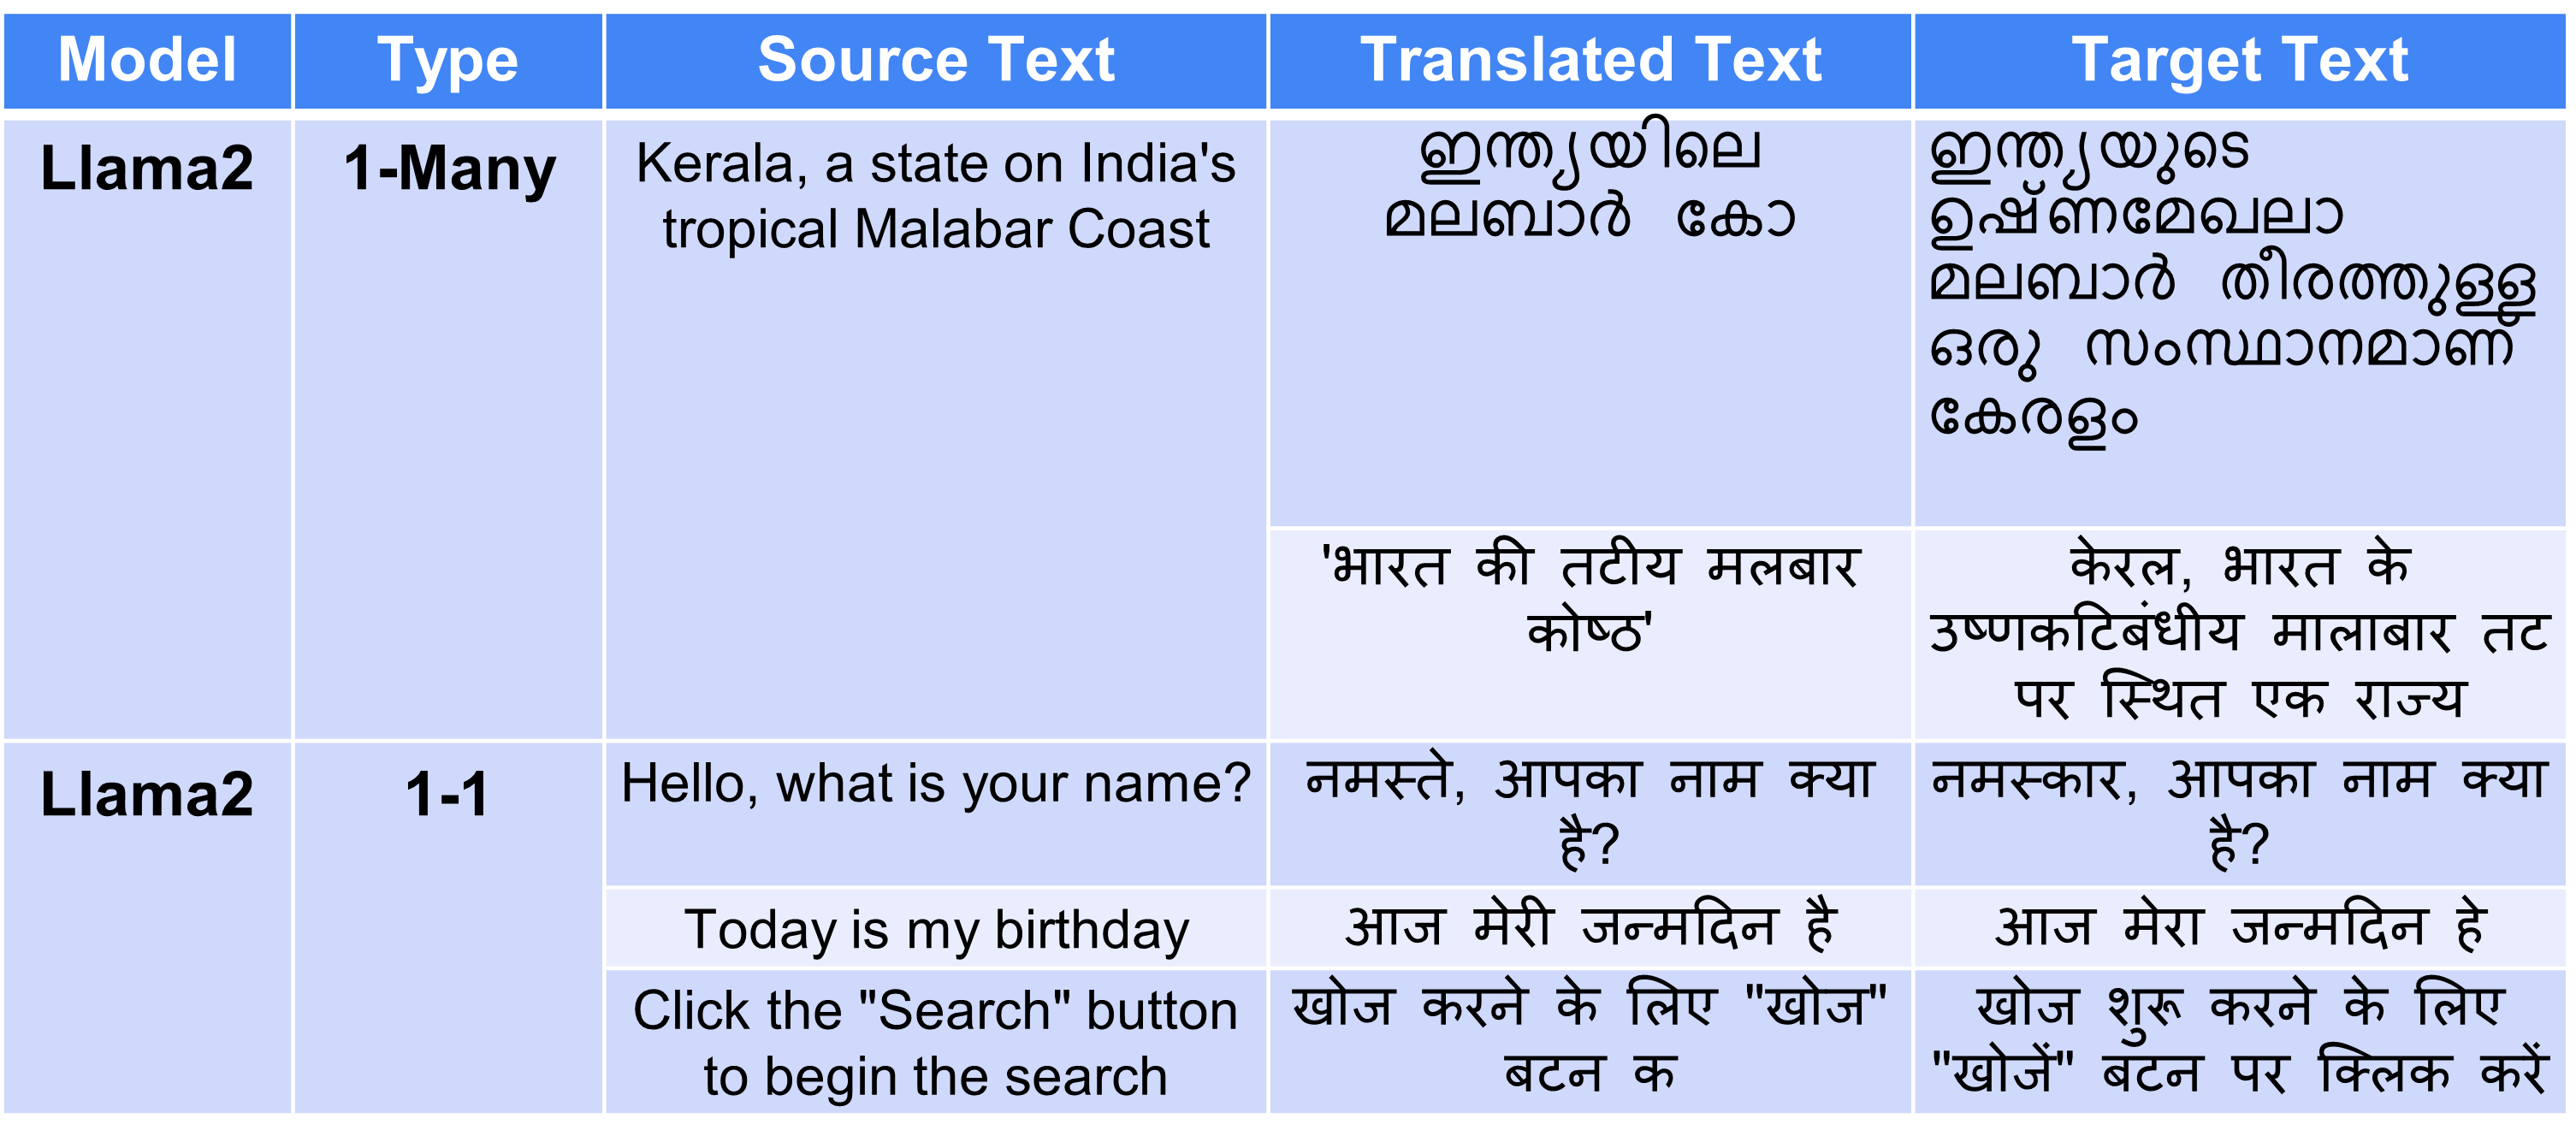 Model Type Source Text Translated Text Target Text
Llama2 1-Many
Kerala, a state on India's
tropical Malabar Coast
ഇന്ത്യയിലെ
മലബാർ കോ
ഇന്ത്യയുടെ
ഉഷ്ണമേഖലാ
മലബാർ തീരത്തുള്ള
ഒരു സംസ്ഥാനമാണ്
കേരളം
'भारत की तटीय मलबार
कोष्ठ'
केरल, भारत के
उष्णकटिबंधीय मालाबार तट
पर स्थित एक राज्य
Llama2 1-1
Hello, what is your name?
नमस्ते, आपका नाम क्या
है?
नमस्कार, आपका नाम क्या
है?
Today is my birthday
आज मेरी जन्मदिन है
आज मेरा जन्मदिन हे
Click the "Search" button
to begin the search
खोज करने के लिए "खोज"
बटन क
खोज शुरू करने के लिए
"खोजें" बटन पर क्लिक करें